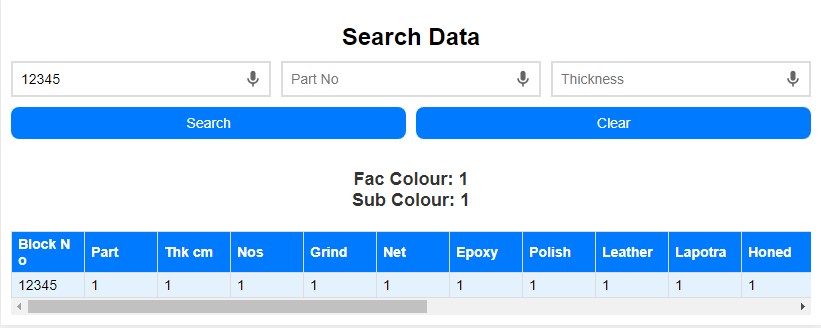 Search Data
12345 Part No Thickness
Search Clear
Fac Colour: 1
Sub Colour: 1
Block N
o Part Thk cm Nos Grind Net Epoxy Polish Leather Lapotra Honed
12345 1 1 1 1 1 1 1 1 1 1